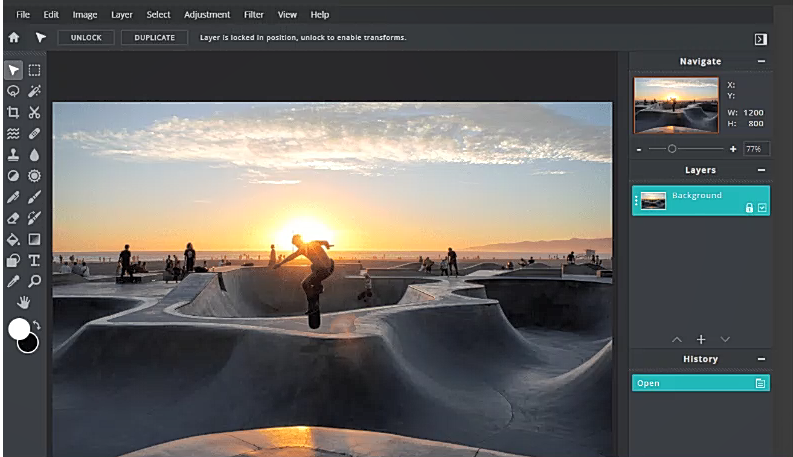 File Edit Image Layer Select Adjustment Filter View Help
UNLOCK DUPLICATE Layer is locked in position, unlock to enable transforms.
Navigate
X:
Y:
W: 1200
H: 800
77%
Layers
Background
History
Open